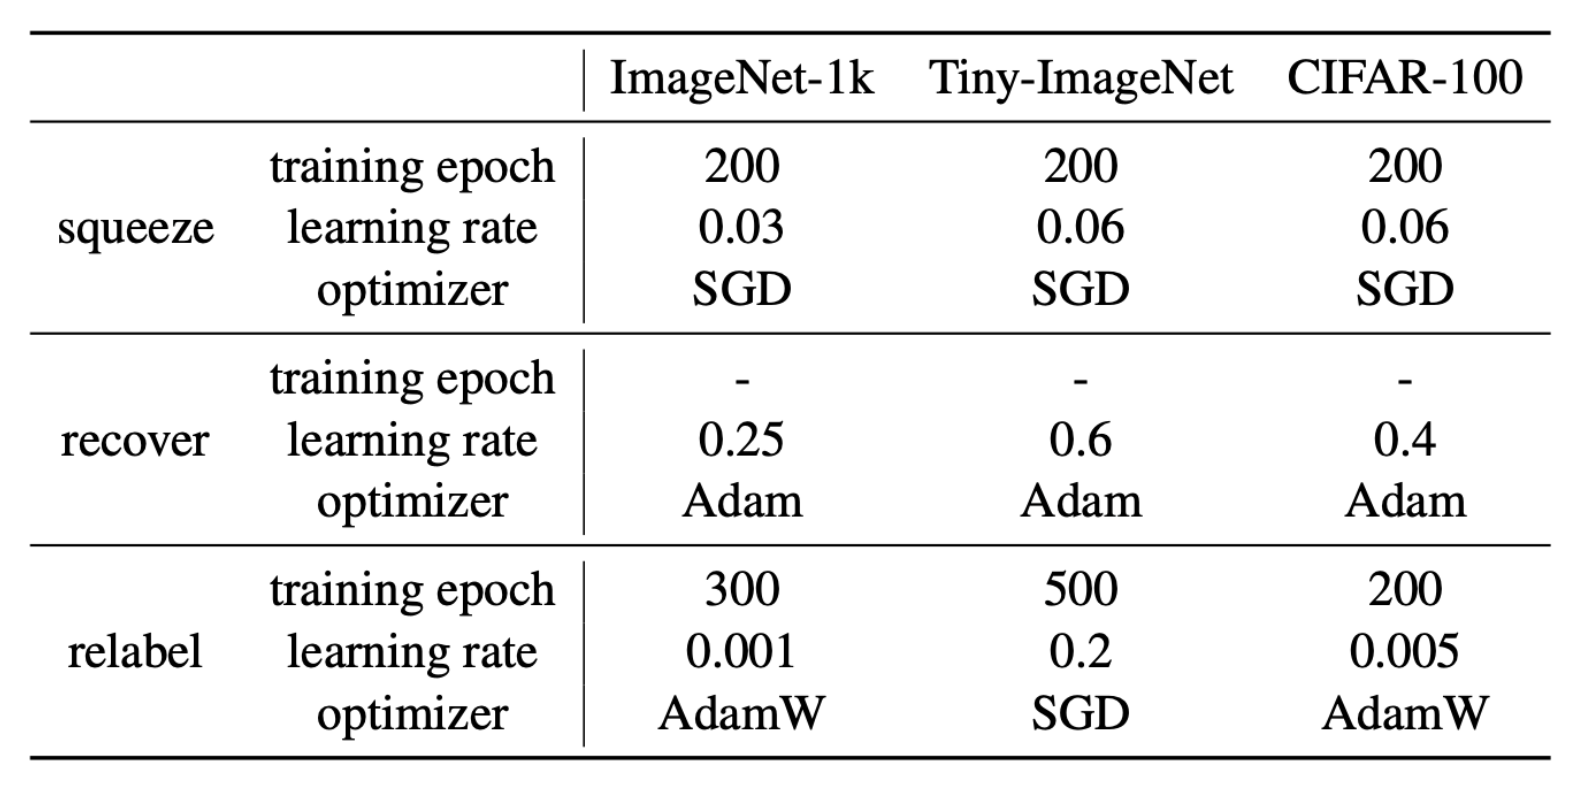 ImageNet-1k Tiny-ImageNet CIFAR-100
training epoch 200 200 200
squeeze learning rate 0.03 0.06 0.06
optimizer SGD SGD SGD
training epoch - - -
recover learning rate 0.25 0.6 0.4
optimizer Adam Adam Adam
training epoch 300 500 200
relabel learning rate 0.001 0.2 0.005
optimizer AdamW SGD AdamW